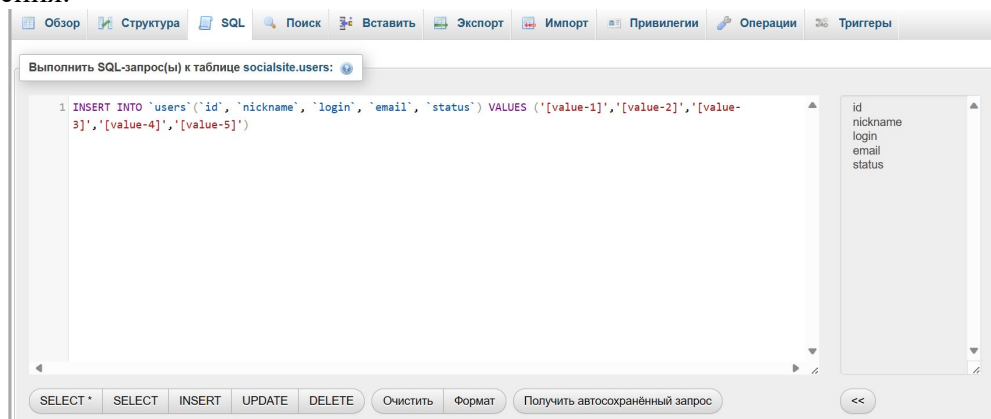 Обзор Структура SQL Поиск Вставить Экспорт Импорт Привилегии Операции Триггеры
Выполнить SQL-запрос(ы) к таблице socialsite.users:
1 INSERT INTO `users`(`id`, `nickname`, `login`, `email`, `status`) VALUES ('[value-1]','[value-2]','[value-
3]','[value-4]','[value-5]')
id
nickname
login
email
status
SELECT * SELECT INSERT UPDATE DELETE Очистить Формат Получить автосохранённый запрос <<